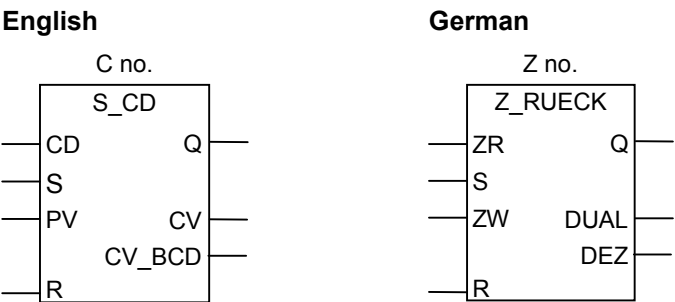 English
C no.
S_CD
CD Q
S
PV CV
CV_BCD
R
German
Z no.
Z_RUECK
ZR Q
S
ZW DUAL
DEZ
R